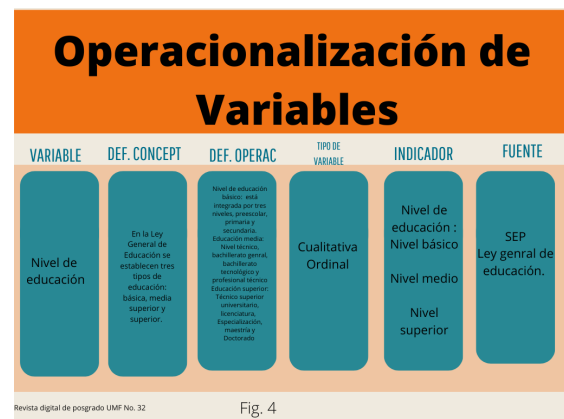 Operacionalización de
Variables
VARIABLE
DEF. CONCEPT
DEF. OPERAC
TIPO DE
VARIABLE
INDICADOR
FUENTE
Nivel de
educación
En la Ley
General de
Educación se
establecen tres
tipos de
educación:
básica, media
superior y
superior.
Nivel de educación
básico: está
integrada por tres
niveles, preescolar,
primaria y
secundaria.
Educación media:
Nivel técnico,
bachillerato genral,
bachillerato
tecnológico y
profesional técnico
Educación superior:
Técnico superior
universitario,
licenciatura,
Especialización,
maestría y
Doctorado
Cualitativa
Ordinal
Nivel de
educación :
Nivel básico
Nivel medio
Nivel
superior
SEP
Ley genral de
educación.
Revista digital de posgrado UMF No. 32
Fig. 4